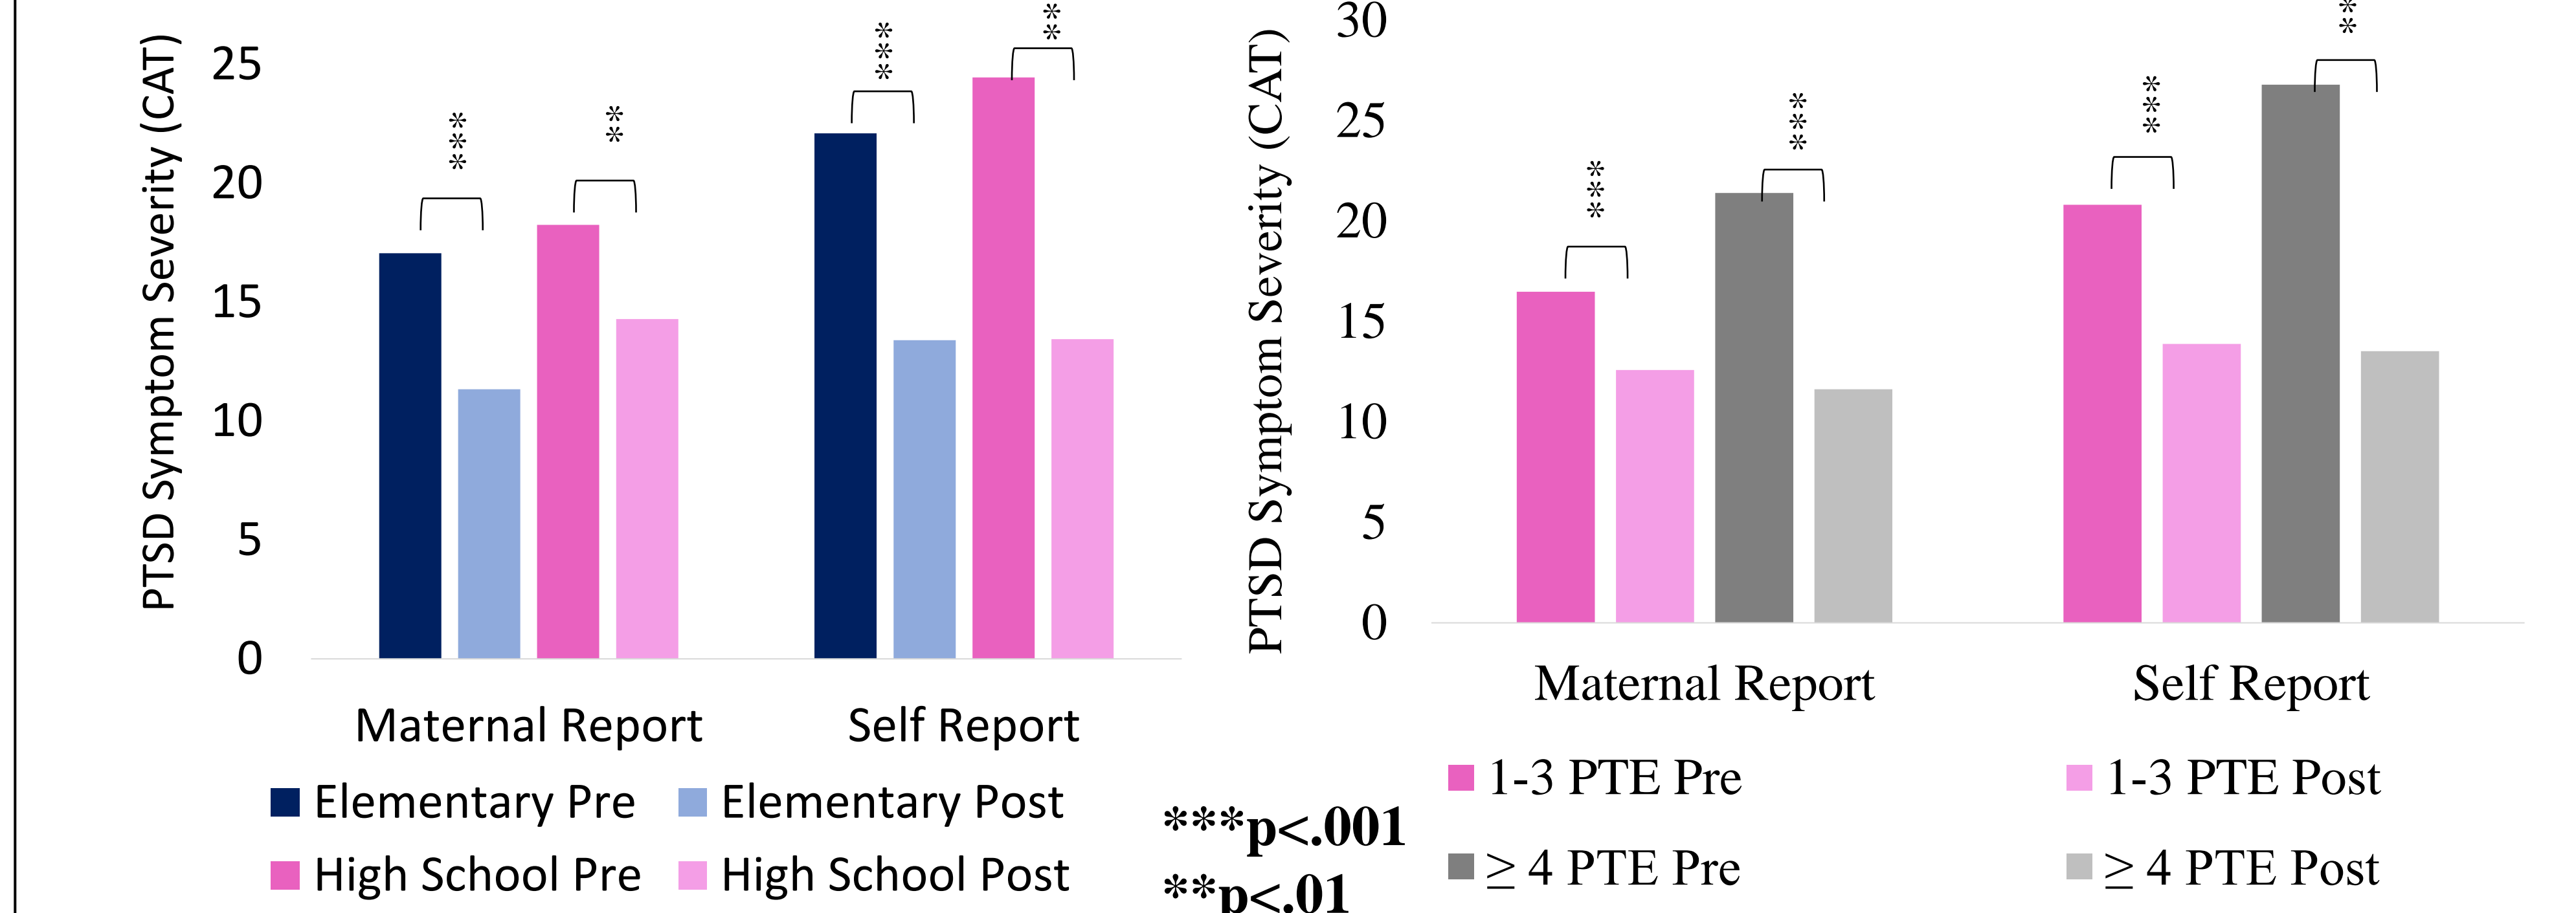 PTSD Symptom Severity (CAT)
25
20
15
10
5
0
***
**
***
**
Maternal Report
Self Report
Elementary Pre
Elementary Post
High School Pre
High School Post
***p<.001
**p<.01
PTSD Symptom Severity (CAT)
30
25
20
15
10
5
0
***
***
***
**
Maternal Report
Self Report
1-3 PTE Pre
1-3 PTE Post
≥ 4 PTE Pre
≥ 4 PTE Post